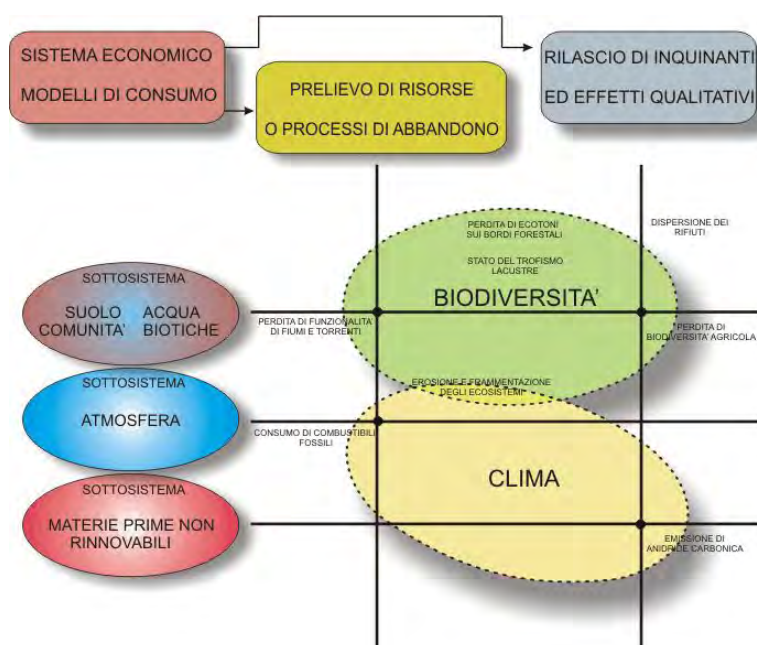 SISTEMA ECONOMICO
MODELLI DI CONSUMO
PRELIEVO DI RISORSE
O PROCESSI DI ABBANDONO
RILASCIO DI INQUINANTI
ED EFFETTI QUALITATIVI
PERDITA DI ECOTONI
SUI BORDI FORESTALI
DISPERSIONE DEI
RIFIUTI
STATO DEL TROFISMO
LACUSTRE
BIODIVERSITA'
SOTTOSISTEMA
SUOLO ACQUA
COMUNITA' BIOTICHE
PERDITA DI FUNZIONALITA'
DI FIUMI E TORRENTI
PERDITA DI
BIODIVERSITA' AGRICOLA
SOTTOSISTEMA
ATMOSFERA
EROSIONE E FRAMMENTAZIONE
DEGLI ECOSISTEMI
CONSUMO DI COMBUSTIBILI
FOSSILI
CLIMA
SOTTOSISTEMA
MATERIE PRIME NON
RINNOVABILI
EMISSIONE DI
ANIDRIDE CARBONICA